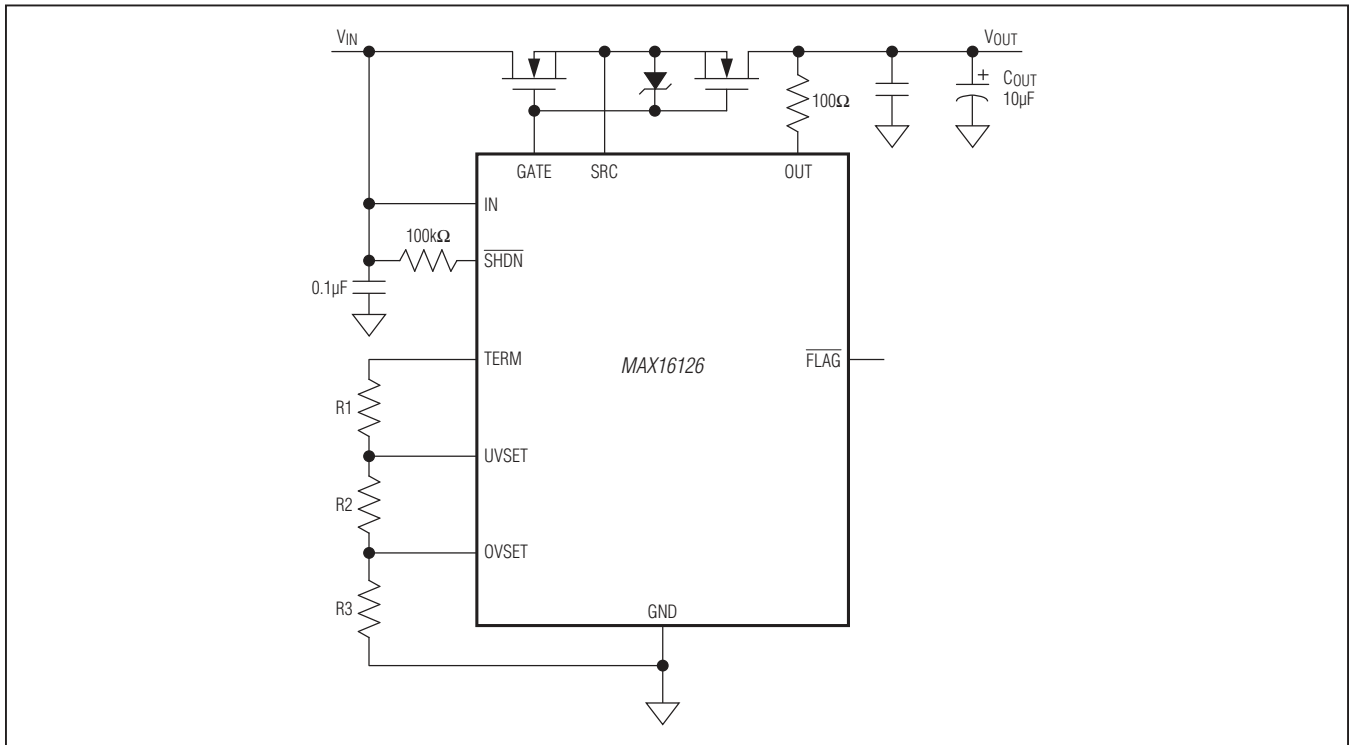 VIN
VOUT
+
COUT
10µF
100Ω
GATE
SRC
OUT
IN
100kΩ
SHDN
0.1µF
TERM
MAX16126
FLAG
R1
UVSET
R2
OVSET
R3
GND